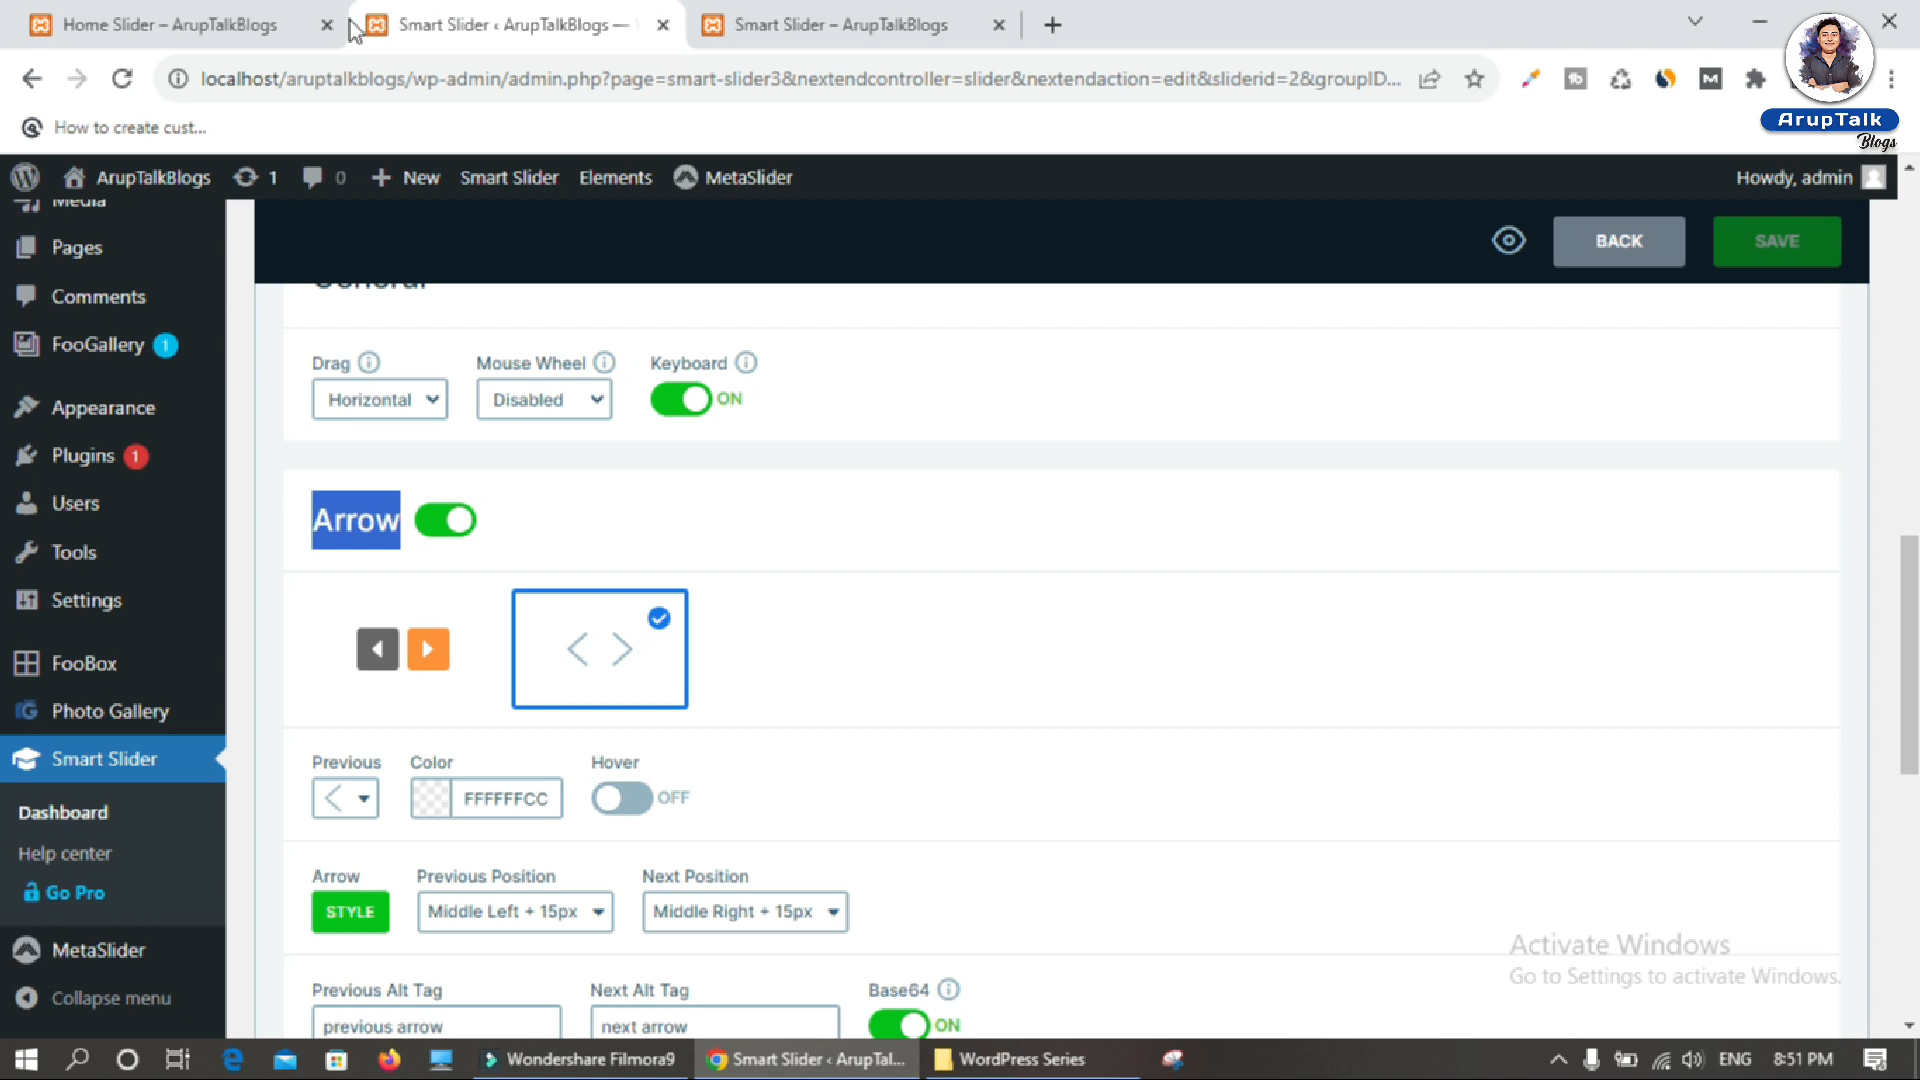 Home Slider – ArupTalkBlogs
Smart Slider ‹ ArupTalkBlogs —
Smart Slider – ArupTalkBlogs
localhost/aruptalkblogs/wp-admin/admin.php?page=smart-slider3&nextendcontroller=slider&nextendaction=edit&sliderid=2&groupID...
ArupTalk
Blogs
How to create cust...
ArupTalkBlogs
1
0
New
Smart Slider
Elements
MetaSlider
Howdy, admin
Media
Pages
Comments
FooGallery 1
Appearance
Plugins 1
Users
Tools
Settings
FooBox
Photo Gallery
Smart Slider
Dashboard
Help center
Go Pro
MetaSlider
Collapse menu
BACK
SAVE
General
Drag
Mouse Wheel
Keyboard
Horizontal
Disabled
ON
Arrow
Previous
Color
Hover
FFFFFFCC
OFF
Arrow
Previous Position
Next Position
STYLE
Middle Left + 15px
Middle Right + 15px
Previous Alt Tag
Next Alt Tag
Base64
previous arrow
next arrow
ON
Activate Windows
Go to Settings to activate Windows.
Wondershare Filmora9
Smart Slider ‹ ArupTal...
WordPress Series
ENG
8:51 PM